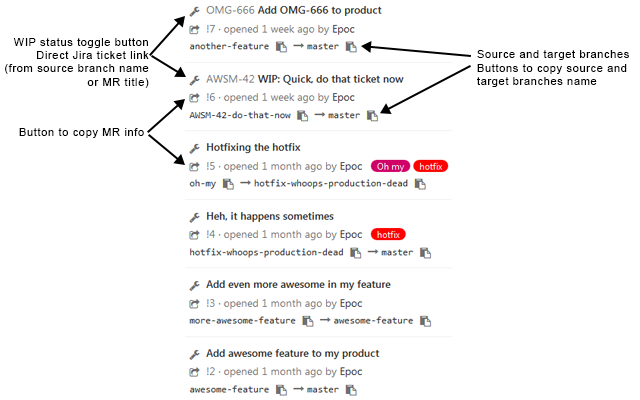 WIP status toggle button
Direct Jira ticket link
(from source branch name
or MR title)
Button to copy MR info
OMG-666 Add OMG-666 to product
!7 · opened 1 week ago by Epoc
another-feature → master
AWSM-42 WIP: Quick, do that ticket now
!6 · opened 1 week ago by Epoc
AWSM-42-do-that-now → master
Hotfixing the hotfix
!5 · opened 1 month ago by Epoc Oh my hotfix
oh-my → hotfix-whoops-production-dead
Heh, it happens sometimes
!4 · opened 1 month ago by Epoc hotfix
hotfix-whoops-production-dead → master
Add even more awesome in my feature
!3 · opened 1 month ago by Epoc
more-awesome-feature → awesome-feature
Add awesome feature to my product
!2 · opened 1 month ago by Epoc
awesome-feature → master
Source and target branches
Buttons to copy source and
target branches name